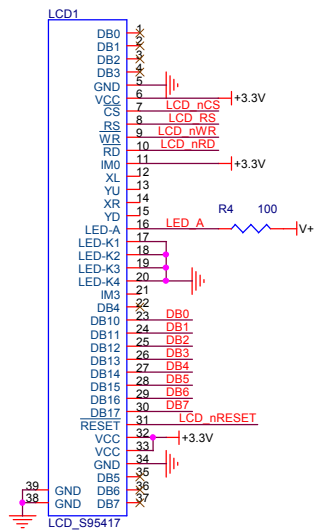 LCD1
DB0 1
DB1 2
DB2 3
DB3 4
GND 5
VCC 6 +3.3V
CS 7 LCD_nCS
RS 8 LCD_RS
WR 9 LCD_nWR
RD 10 LCD_nRD
IM0 11 +3.3V
XL 12
YU 13
XR 14
YD 15
R4 100
LED-A 16 LED_A V+
LED-K1 17
LED-K2 18
LED-K3 19
LED-K4 20
IM3 21
DB4 22
DB10 23 DB0
DB11 24 DB1
DB12 25 DB2
DB13 26 DB3
DB14 27 DB4
DB15 28 DB5
DB16 29 DB6
DB17 30 DB7
RESET 31 LCD_nRESET
VCC 32 +3.3V
VCC 33
GND 34
DB5 35
39 GND DB6 36
38 GND DB7 37
LCD_S95417